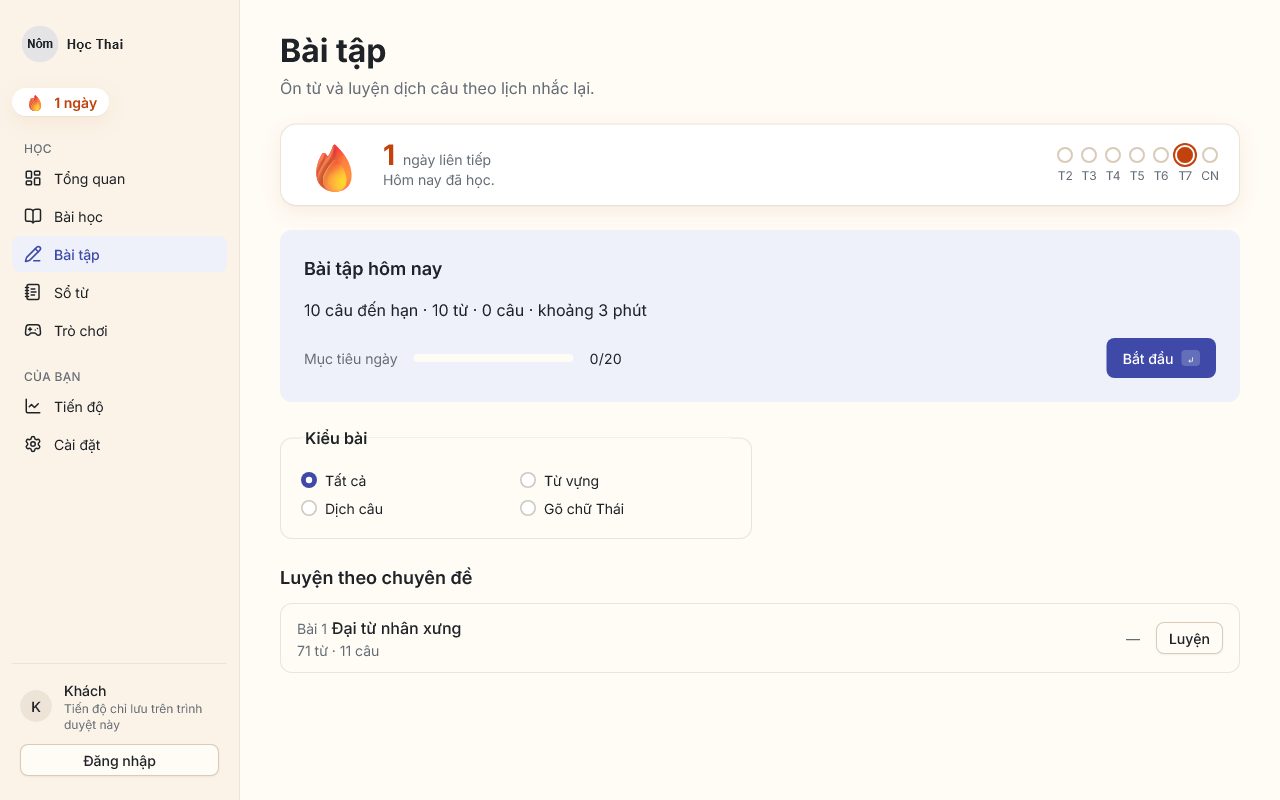 Nôm Học Thai
1 ngày
HỌC
Tổng quan
Bài học
Bài tập
Sổ từ
Trò chơi
CỦA BẠN
Tiến độ
Cài đặt
K
Khách
Tiến độ chỉ lưu trên trình
duyệt này
Đăng nhập
Bài tập
Ôn từ và luyện dịch câu theo lịch nhắc lại.
1 ngày liên tiếp
Hôm nay đã học.
T2 T3 T4 T5 T6 T7 CN
Bài tập hôm nay
10 câu đến hạn · 10 từ · 0 câu · khoảng 3 phút
Mục tiêu ngày 0/20
Bắt đầu ↵
Kiểu bài
Tất cả Từ vựng
Dịch câu Gõ chữ Thái
Luyện theo chuyên đề
Bài 1 Đại từ nhân xưng
71 từ · 11 câu
— Luyện